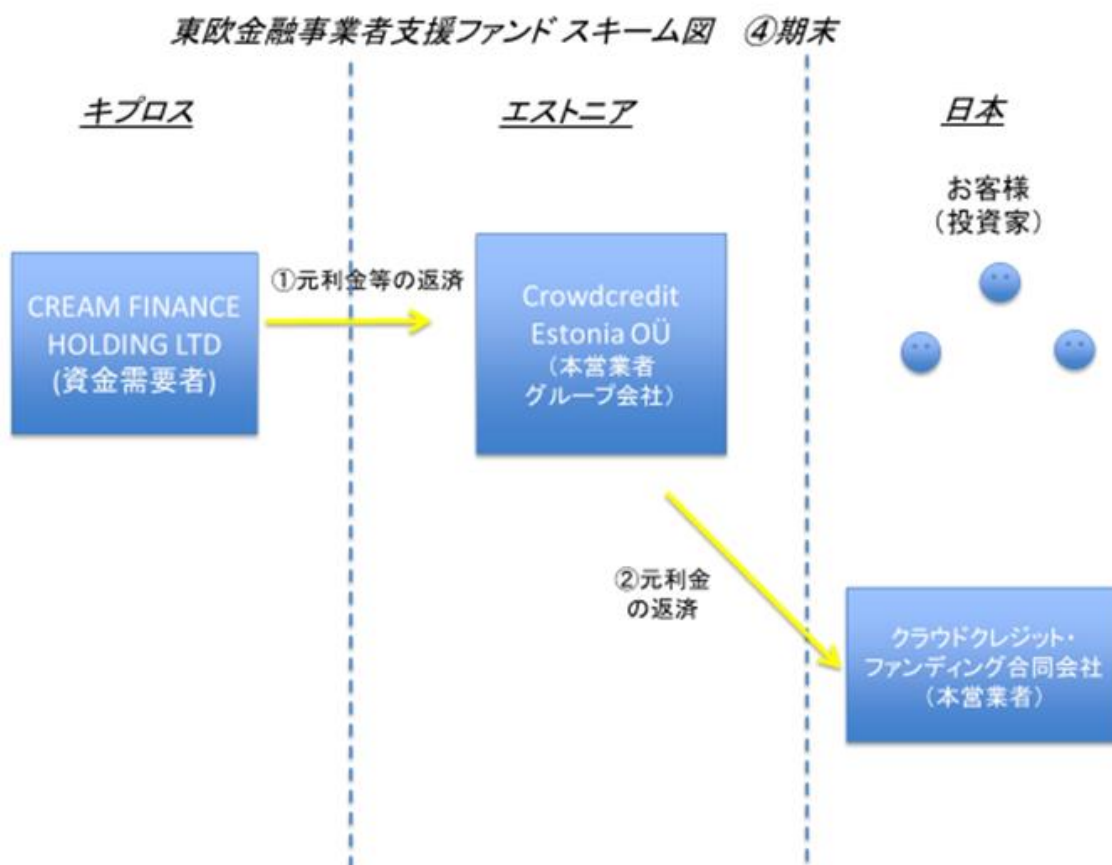 東欧金融事業者支援ファンド スキーム図　④期末
キプロス
エストニア
日本
お客様
（投資家）
CREAM FINANCE
HOLDING LTD
(資金需要者)
①元利金等の返済
Crowdcredit
Estonia OÜ
（本営業者
グループ会社）
②元利金
の返済
クラウドクレジット・
ファンディング合同会社
（本営業者）